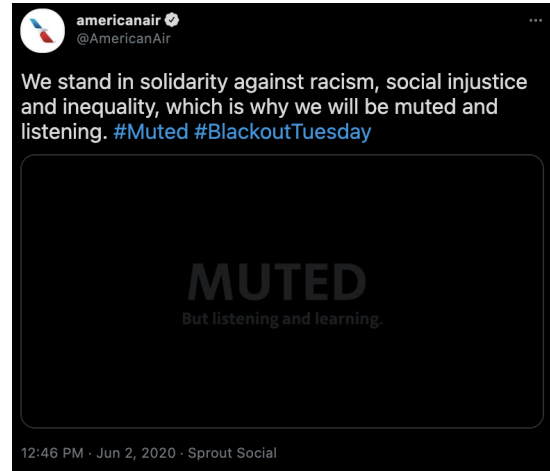 americanair
@AmericanAir
We stand in solidarity against racism, social injustice
and inequality, which is why we will be muted and
listening. #Muted #BlackoutTuesday
MUTED
But listening and learning.
12:46 PM · Jun 2, 2020 · Sprout Social